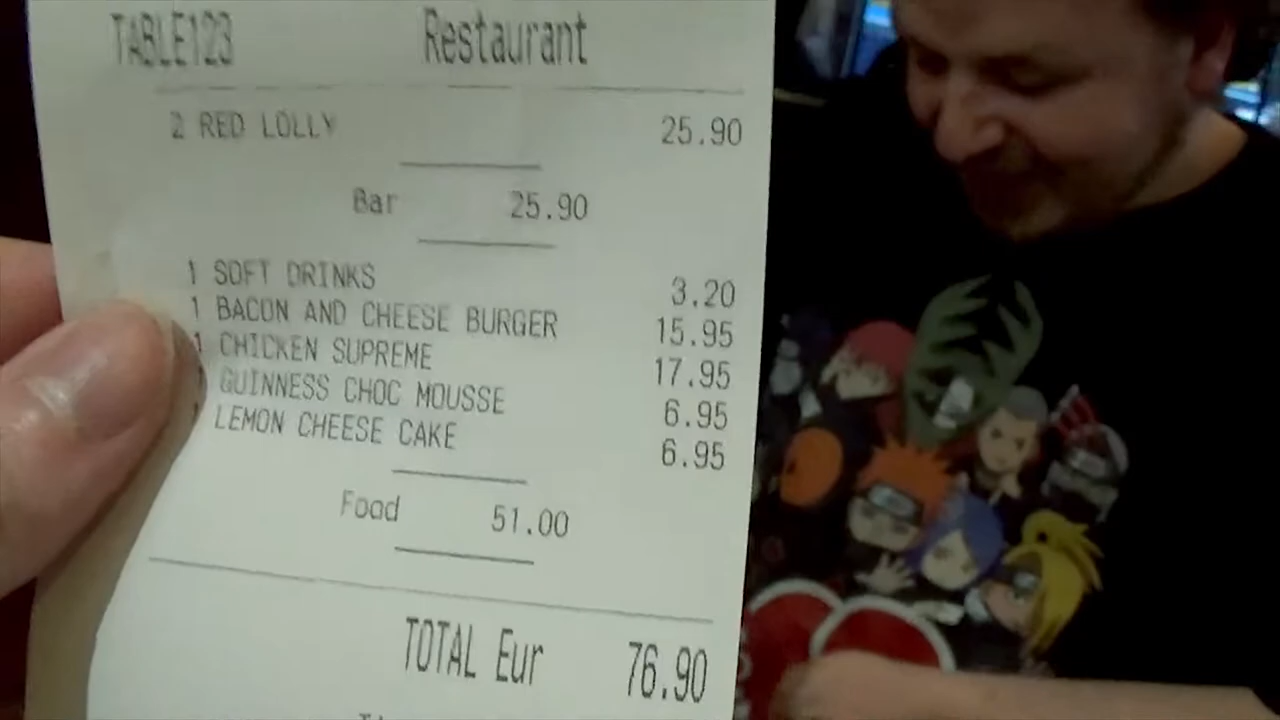 TABLE123 Restaurant
2 RED LOLLY 25.90
Bar 25.90
1 SOFT DRINKS 3.20
1 BACON AND CHEESE BURGER 15.95
1 CHICKEN SUPREME 17.95
GUINNESS CHOC MOUSSE 6.95
LEMON CHEESE CAKE 6.95
Food 51.00
TOTAL Eur 76.90